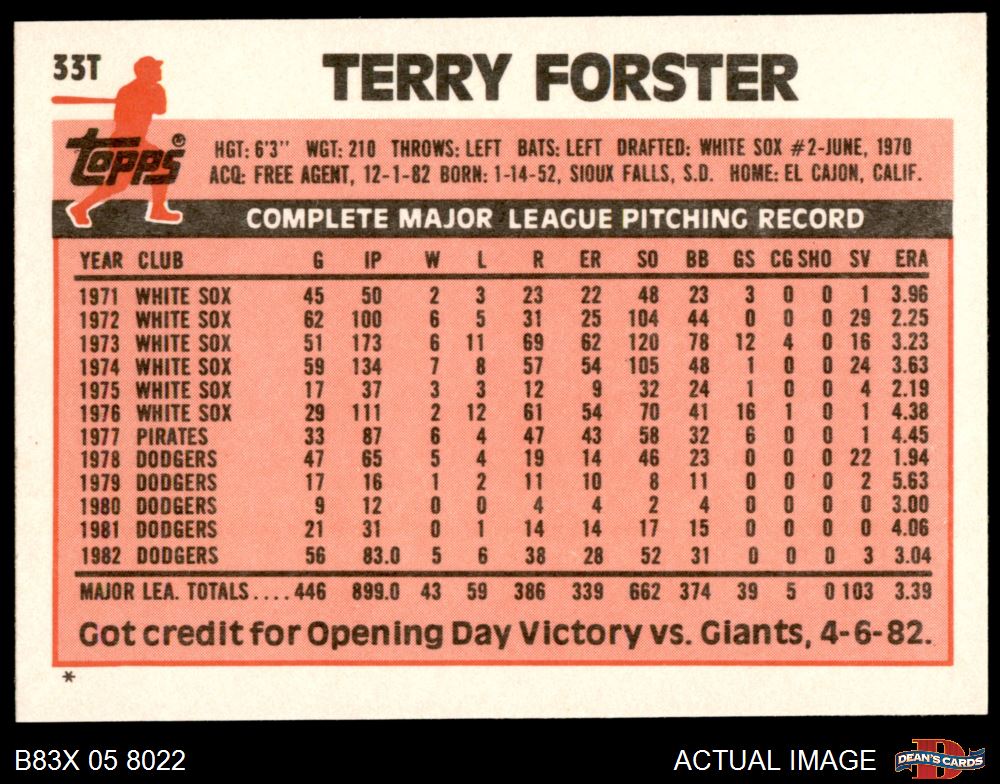 33T
TERRY FORSTER
Topps®
HGT: 6'3" WGT: 210 THROWS: LEFT BATS: LEFT DRAFTED: WHITE SOX #2-JUNE, 1970
ACQ: FREE AGENT, 12-1-82 BORN: 1-14-52, SIOUX FALLS, S.D. HOME: EL CAJON, CALIF.
COMPLETE MAJOR LEAGUE PITCHING RECORD
YEAR CLUB G IP W L R ER SO BB GS CG SHO SV ERA
1971 WHITE SOX 45 50 2 3 23 22 48 23 3 0 0 1 3.96
1972 WHITE SOX 62 100 6 5 31 25 104 44 0 0 0 29 2.25
1973 WHITE SOX 51 173 6 11 69 62 120 78 12 4 0 16 3.23
1974 WHITE SOX 59 134 7 8 57 54 105 48 1 0 0 24 3.63
1975 WHITE SOX 17 37 3 3 12 9 32 24 1 0 0 4 2.19
1976 WHITE SOX 29 111 2 12 61 54 70 41 16 1 0 1 4.38
1977 PIRATES 33 87 6 4 47 43 58 32 6 0 0 1 4.45
1978 DODGERS 47 65 5 4 19 14 46 23 0 0 0 22 1.94
1979 DODGERS 17 16 1 2 11 10 8 11 0 0 0 2 5.63
1980 DODGERS 9 12 0 0 4 4 2 4 0 0 0 0 3.00
1981 DODGERS 21 31 0 1 14 14 17 15 0 0 0 0 4.06
1982 DODGERS 56 83.0 5 6 38 28 52 31 0 0 0 3 3.04
MAJOR LEA. TOTALS....446 899.0 43 59 386 339 662 374 39 5 0 103 3.39
Got credit for Opening Day Victory vs. Giants, 4-6-82.
*
B83X 05 8022 ACTUAL IMAGE DEAN'S CARDS